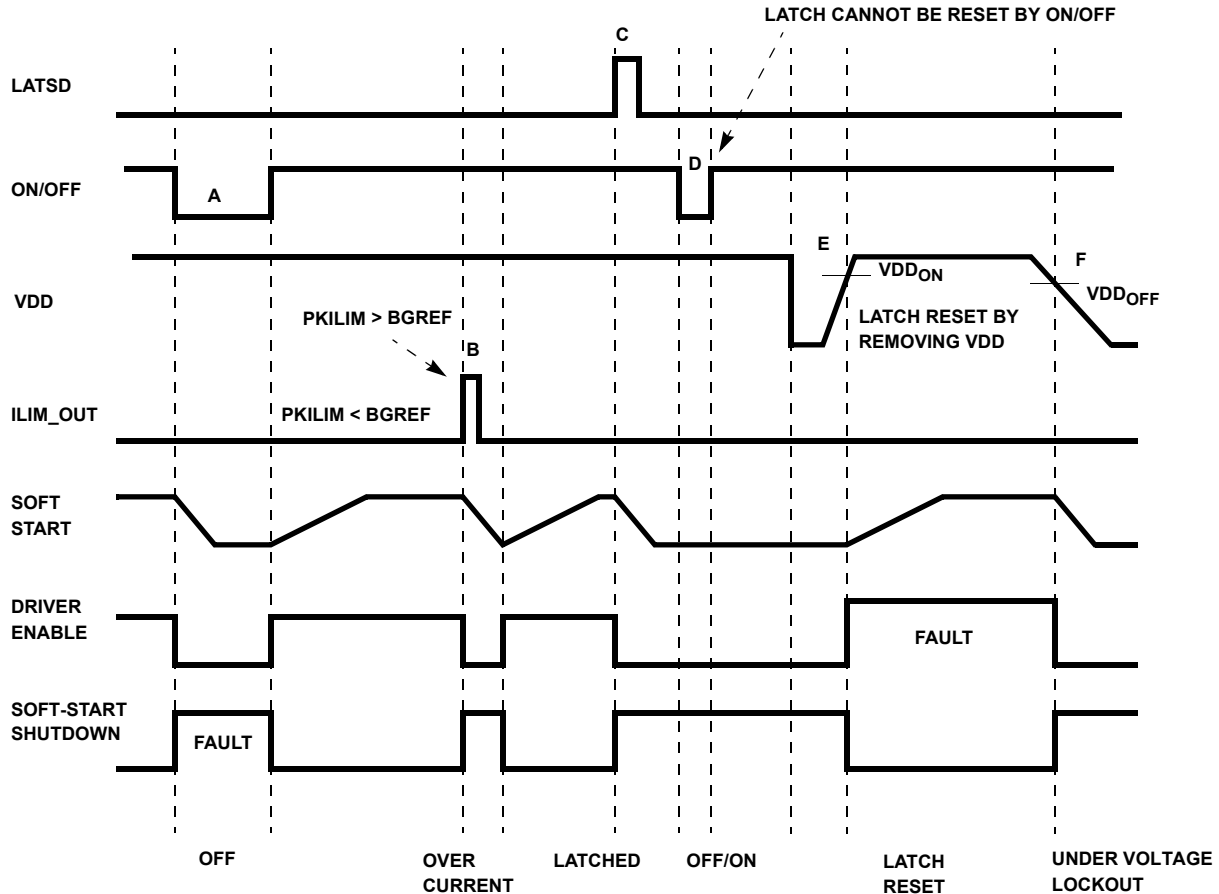 LATCH CANNOT BE RESET BY ON/OFF
C
LATSD
D
ON/OFF
A
E
F
VDD
VDDON
VDDOFF
LATCH RESET BY
REMOVING VDD
PKILIM > BGREF
B
ILIM_OUT
PKILIM < BGREF
SOFT
START
DRIVER
ENABLE
FAULT
SOFT-START
SHUTDOWN
FAULT
OFF
OVER
CURRENT
LATCHED
OFF/ON
LATCH
RESET
UNDER VOLTAGE
LOCKOUT